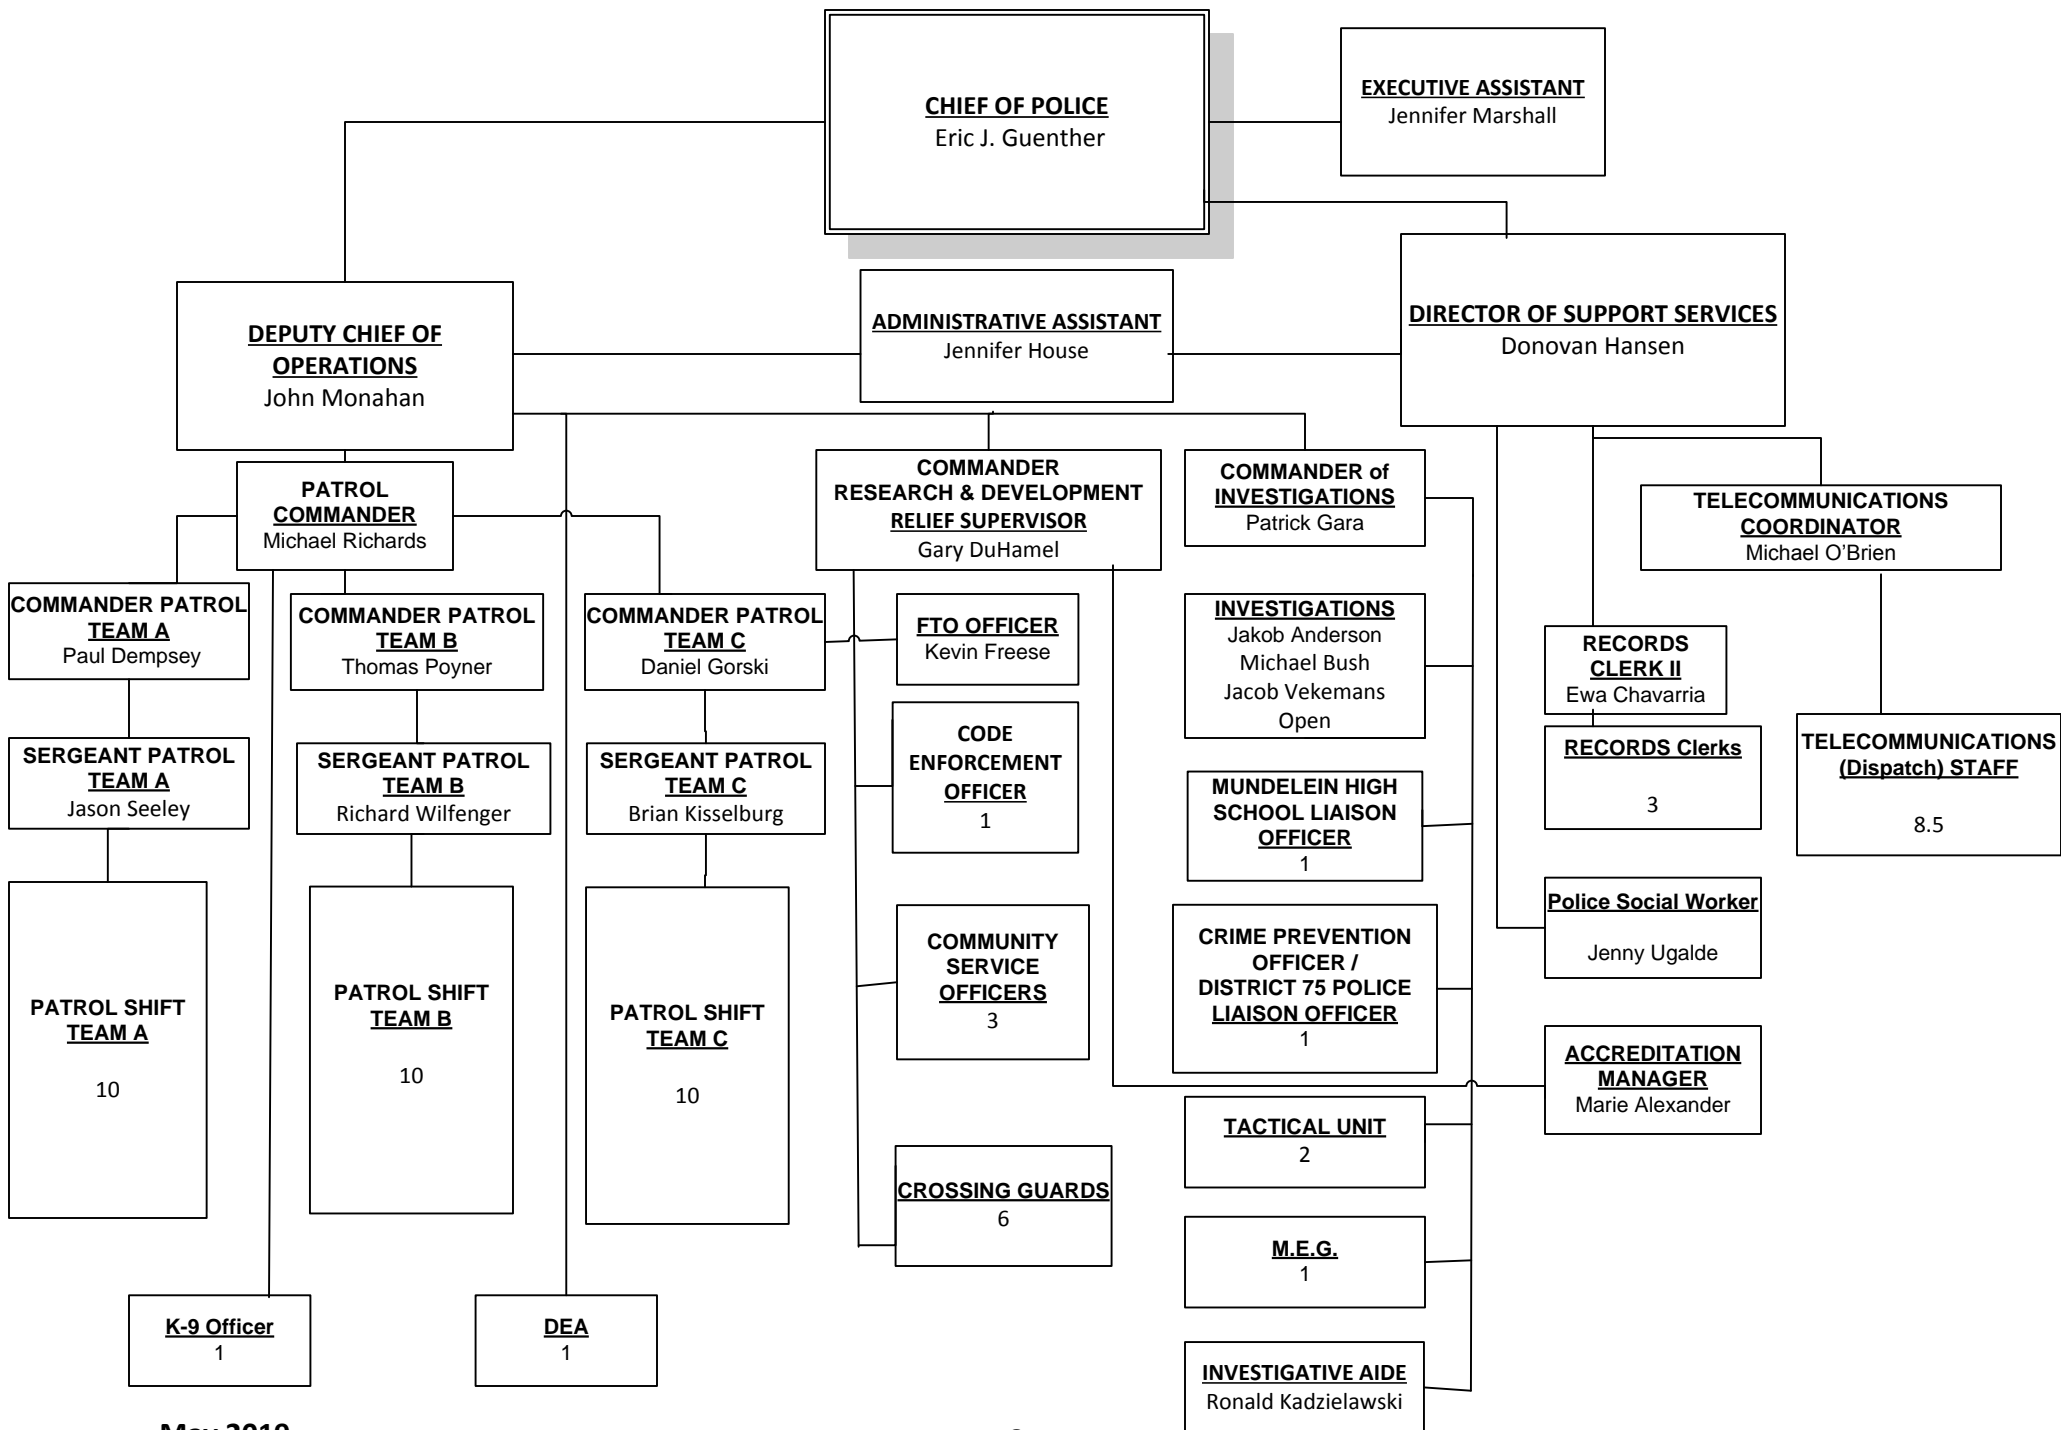 CHIEF OF POLICE
Eric J. Guenther
EXECUTIVE ASSISTANT
Jennifer Marshall
DEPUTY CHIEF OF
OPERATIONS
John Monahan
ADMINISTRATIVE ASSISTANT
Jennifer House
DIRECTOR OF SUPPORT SERVICES
Donovan Hansen
PATROL
COMMANDER
Michael Richards
COMMANDER
RESEARCH & DEVELOPMENT
RELIEF SUPERVISOR
Gary DuHamel
COMMANDER of
INVESTIGATIONS
Patrick Gara
TELECOMMUNICATIONS
COORDINATOR
Michael O’Brien
COMMANDER PATROL
TEAM A
Paul Dempsey
COMMANDER PATROL
TEAM B
Thomas Poyner
COMMANDER PATROL
TEAM C
Daniel Gorski
FTO OFFICER
Kevin Freese
INVESTIGATIONS
Jakob Anderson
Michael Bush
Jacob Vekemans
Open
RECORDS
CLERK II
Ewa Chavarria
SERGEANT PATROL
TEAM A
Jason Seeley
SERGEANT PATROL
TEAM B
Richard Wilfenger
SERGEANT PATROL
TEAM C
Brian Kisselburg
CODE
ENFORCEMENT
OFFICER
1
MUNDELEIN HIGH
SCHOOL LIAISON
OFFICER
1
RECORDS Clerks
3
TELECOMMUNICATIONS
(Dispatch) STAFF
8.5
PATROL SHIFT
TEAM A
10
PATROL SHIFT
TEAM B
10
PATROL SHIFT
TEAM C
10
COMMUNITY
SERVICE
OFFICERS
3
CRIME PREVENTION
OFFICER /
DISTRICT 75 POLICE
LIAISON OFFICER
1
Police Social Worker
Jenny Ugalde
ACCREDITATION
MANAGER
Marie Alexander
TACTICAL UNIT
2
CROSSING GUARDS
6
M.E.G.
1
K-9 Officer
1
DEA
1
INVESTIGATIVE AIDE
Ronald Kadzielawski
May 2019